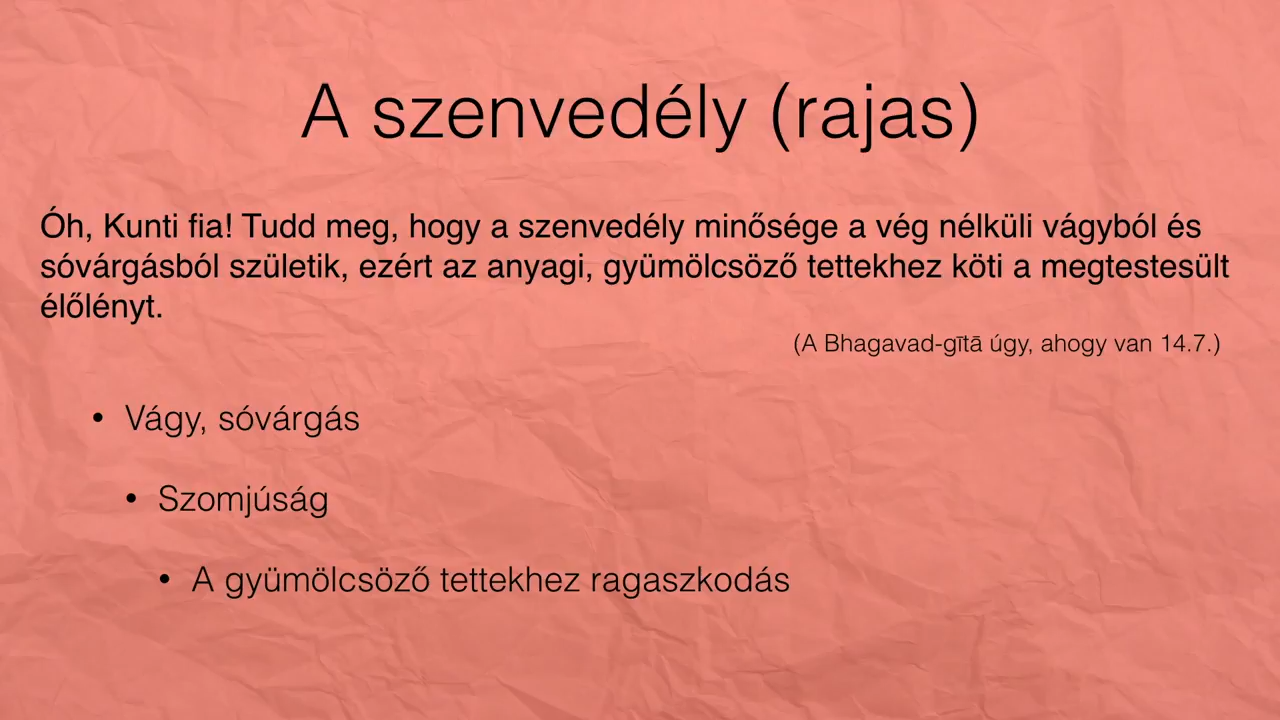 A szenvedély (rajas)
Óh, Kunti fia! Tudd meg, hogy a szenvedély minősége a vég nélküli vágyból és
sóvárgásból születik, ezért az anyagi, gyümölcsöző tettekhez köti a megtestesült
élőlényt.
(A Bhagavad-gītā úgy, ahogy van 14.7.)
• Vágy, sóvárgás
• Szomjúság
• A gyümölcsöző tettekhez ragaszkodás